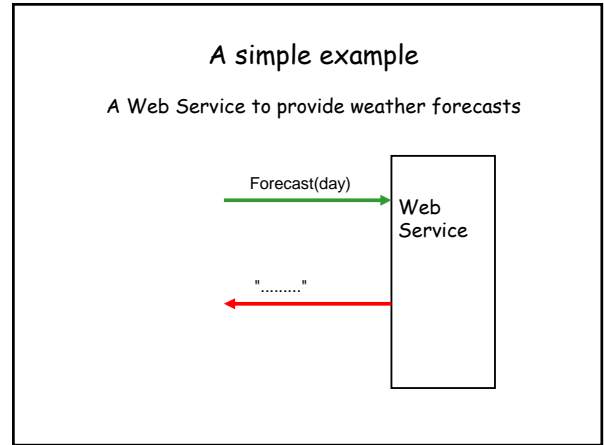 A simple example
A Web Service to provide weather forecasts
Forecast(day)
Web
Service
"........."